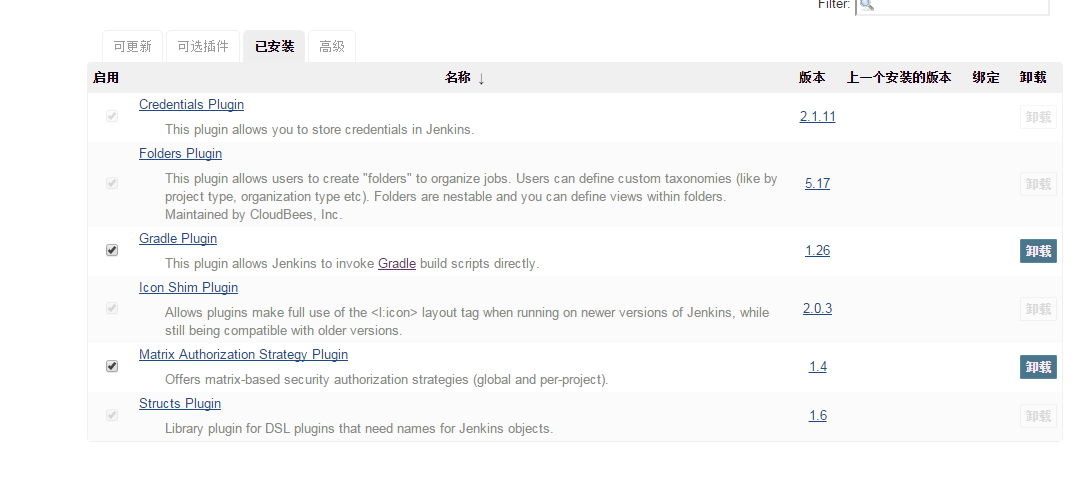 Filter:
可更新 可选插件 已安装 高级
启用 名称 ↓ 版本 上一个安装的版本 绑定 卸载
Credentials Plugin
This plugin allows you to store credentials in Jenkins.
2.1.11 卸载
Folders Plugin
This plugin allows users to create "folders" to organize jobs. Users can define custom taxonomies (like by
project type, organization type etc). Folders are nestable and you can define views within folders.
Maintained by CloudBees, Inc.
5.17 卸载
Gradle Plugin
This plugin allows Jenkins to invoke Gradle build scripts directly.
1.26 卸载
Icon Shim Plugin
Allows plugins make full use of the <l:icon> layout tag when running on newer versions of Jenkins, while
still being compatible with older versions.
2.0.3 卸载
Matrix Authorization Strategy Plugin
Offers matrix-based security authorization strategies (global and per-project).
1.4 卸载
Structs Plugin
Library plugin for DSL plugins that need names for Jenkins objects.
1.6 卸载